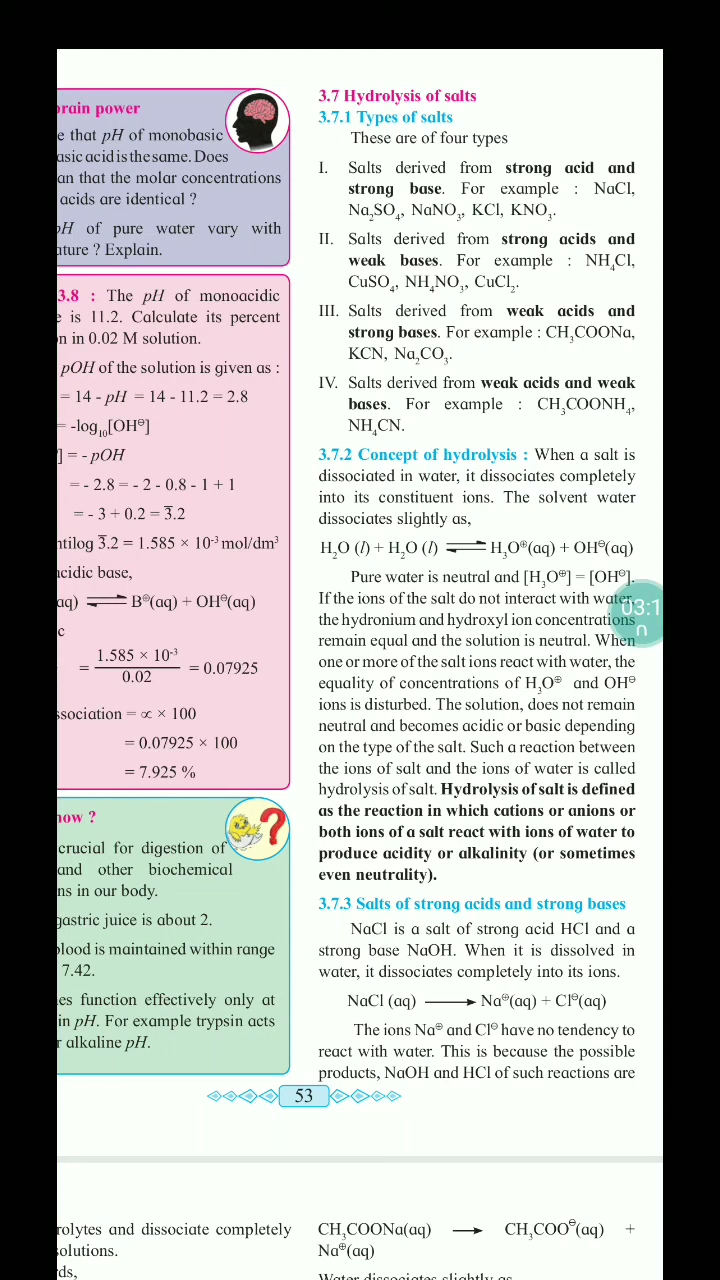 brain power
e that pH of monobasic
asic acid is the same. Does
an that the molar concentrations
acids are identical ?
pH of pure water vary with
ature ? Explain.
3.8 : The pH of monoacidic
e is 11.2. Calculate its percent
on in 0.02 M solution.
pOH of the solution is given as :
= 14 - pH = 14 - 11.2 = 2.8
= -log₁₀[OH⊖]
] = - pOH
= - 2.8 = - 2 - 0.8 - 1 + 1
= - 3 + 0.2 = 3̅.2
ntilog 3̅.2 = 1.585 × 10⁻³ mol/dm³
acidic base,
aq) ⇌ B⊕(aq) + OH⊖(aq)
c
= 1.585 × 10⁻³ / 0.02 = 0.07925
ssociation = ∝ × 100
= 0.07925 × 100
= 7.925 %
now ?
crucial for digestion of
and other biochemical
ns in our body.
gastric juice is about 2.
blood is maintained within range
7.42.
es function effectively only at
in pH. For example trypsin acts
r alkaline pH.
3.7 Hydrolysis of salts
3.7.1 Types of salts
These are of four types
I. Salts derived from strong acid and
strong base. For example : NaCl,
Na₂SO₄, NaNO₃, KCl, KNO₃.
II. Salts derived from strong acids and
weak bases. For example : NH₄Cl,
CuSO₄, NH₄NO₃, CuCl₂.
III. Salts derived from weak acids and
strong bases. For example : CH₃COONa,
KCN, Na₂CO₃.
IV. Salts derived from weak acids and weak
bases. For example : CH₃COONH₄,
NH₄CN.
3.7.2 Concept of hydrolysis : When a salt is
dissociated in water, it dissociates completely
into its constituent ions. The solvent water
dissociates slightly as,
H₂O (l) + H₂O (l) ⇌ H₃O⊕(aq) + OH⊖(aq)
Pure water is neutral and [H₃O⊕] = [OH⊖].
If the ions of the salt do not interact with water,
the hydronium and hydroxyl ion concentrations
remain equal and the solution is neutral. When
one or more of the salt ions react with water, the
equality of concentrations of H₃O⊕ and OH⊖
ions is disturbed. The solution, does not remain
neutral and becomes acidic or basic depending
on the type of the salt. Such a reaction between
the ions of salt and the ions of water is called
hydrolysis of salt. Hydrolysis of salt is defined
as the reaction in which cations or anions or
both ions of a salt react with ions of water to
produce acidity or alkalinity (or sometimes
even neutrality).
3.7.3 Salts of strong acids and strong bases
NaCl is a salt of strong acid HCl and a
strong base NaOH. When it is dissolved in
water, it dissociates completely into its ions.
NaCl (aq) ⟶ Na⊕(aq) + Cl⊖(aq)
The ions Na⊕ and Cl⊖ have no tendency to
react with water. This is because the possible
products, NaOH and HCl of such reactions are
03:1
n
53
rolytes and dissociate completely
solutions.
rds,
CH₃COONa(aq) ⟶ CH₃COO⊖(aq) +
Na⊕(aq)
Water dissociates slightly as